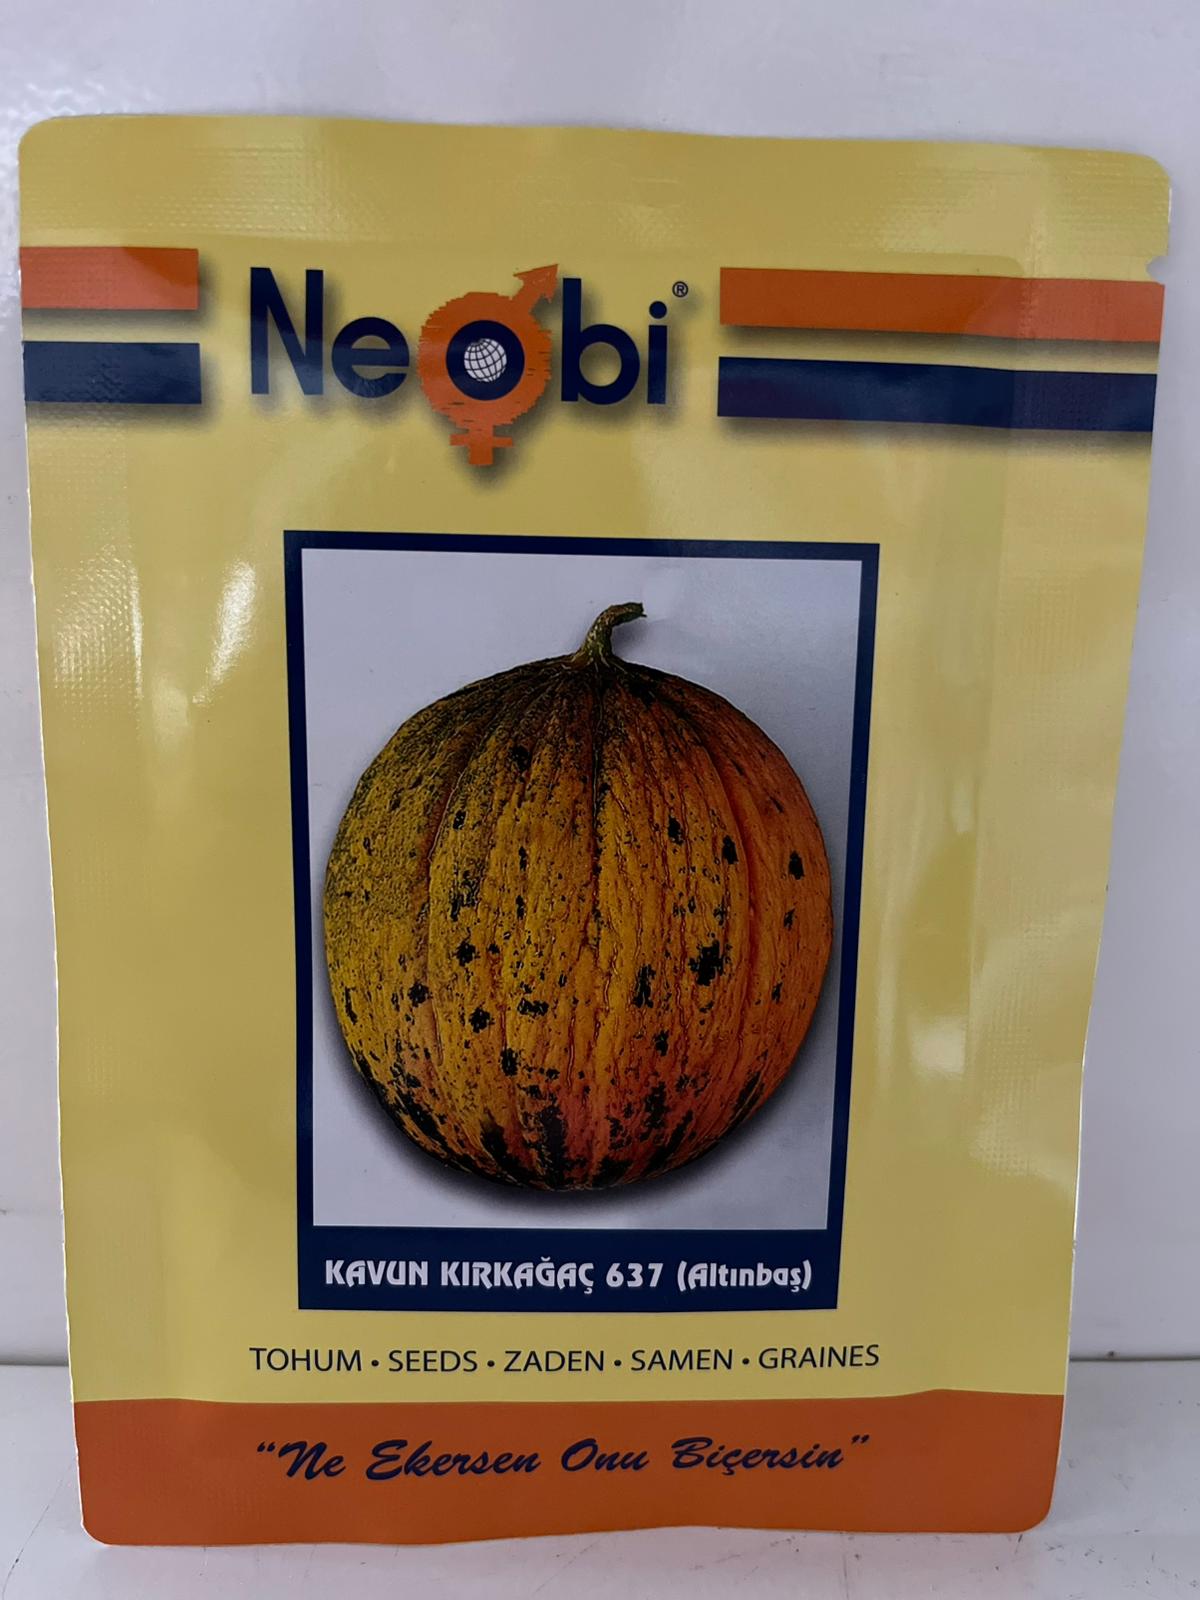 Neobi®
KAVUN KIRKAĞAÇ 637 (Altınbaş)
TOHUM • SEEDS • ZADEN • SAMEN • GRAINES
“Ne Ekersen Onu Biçersin”